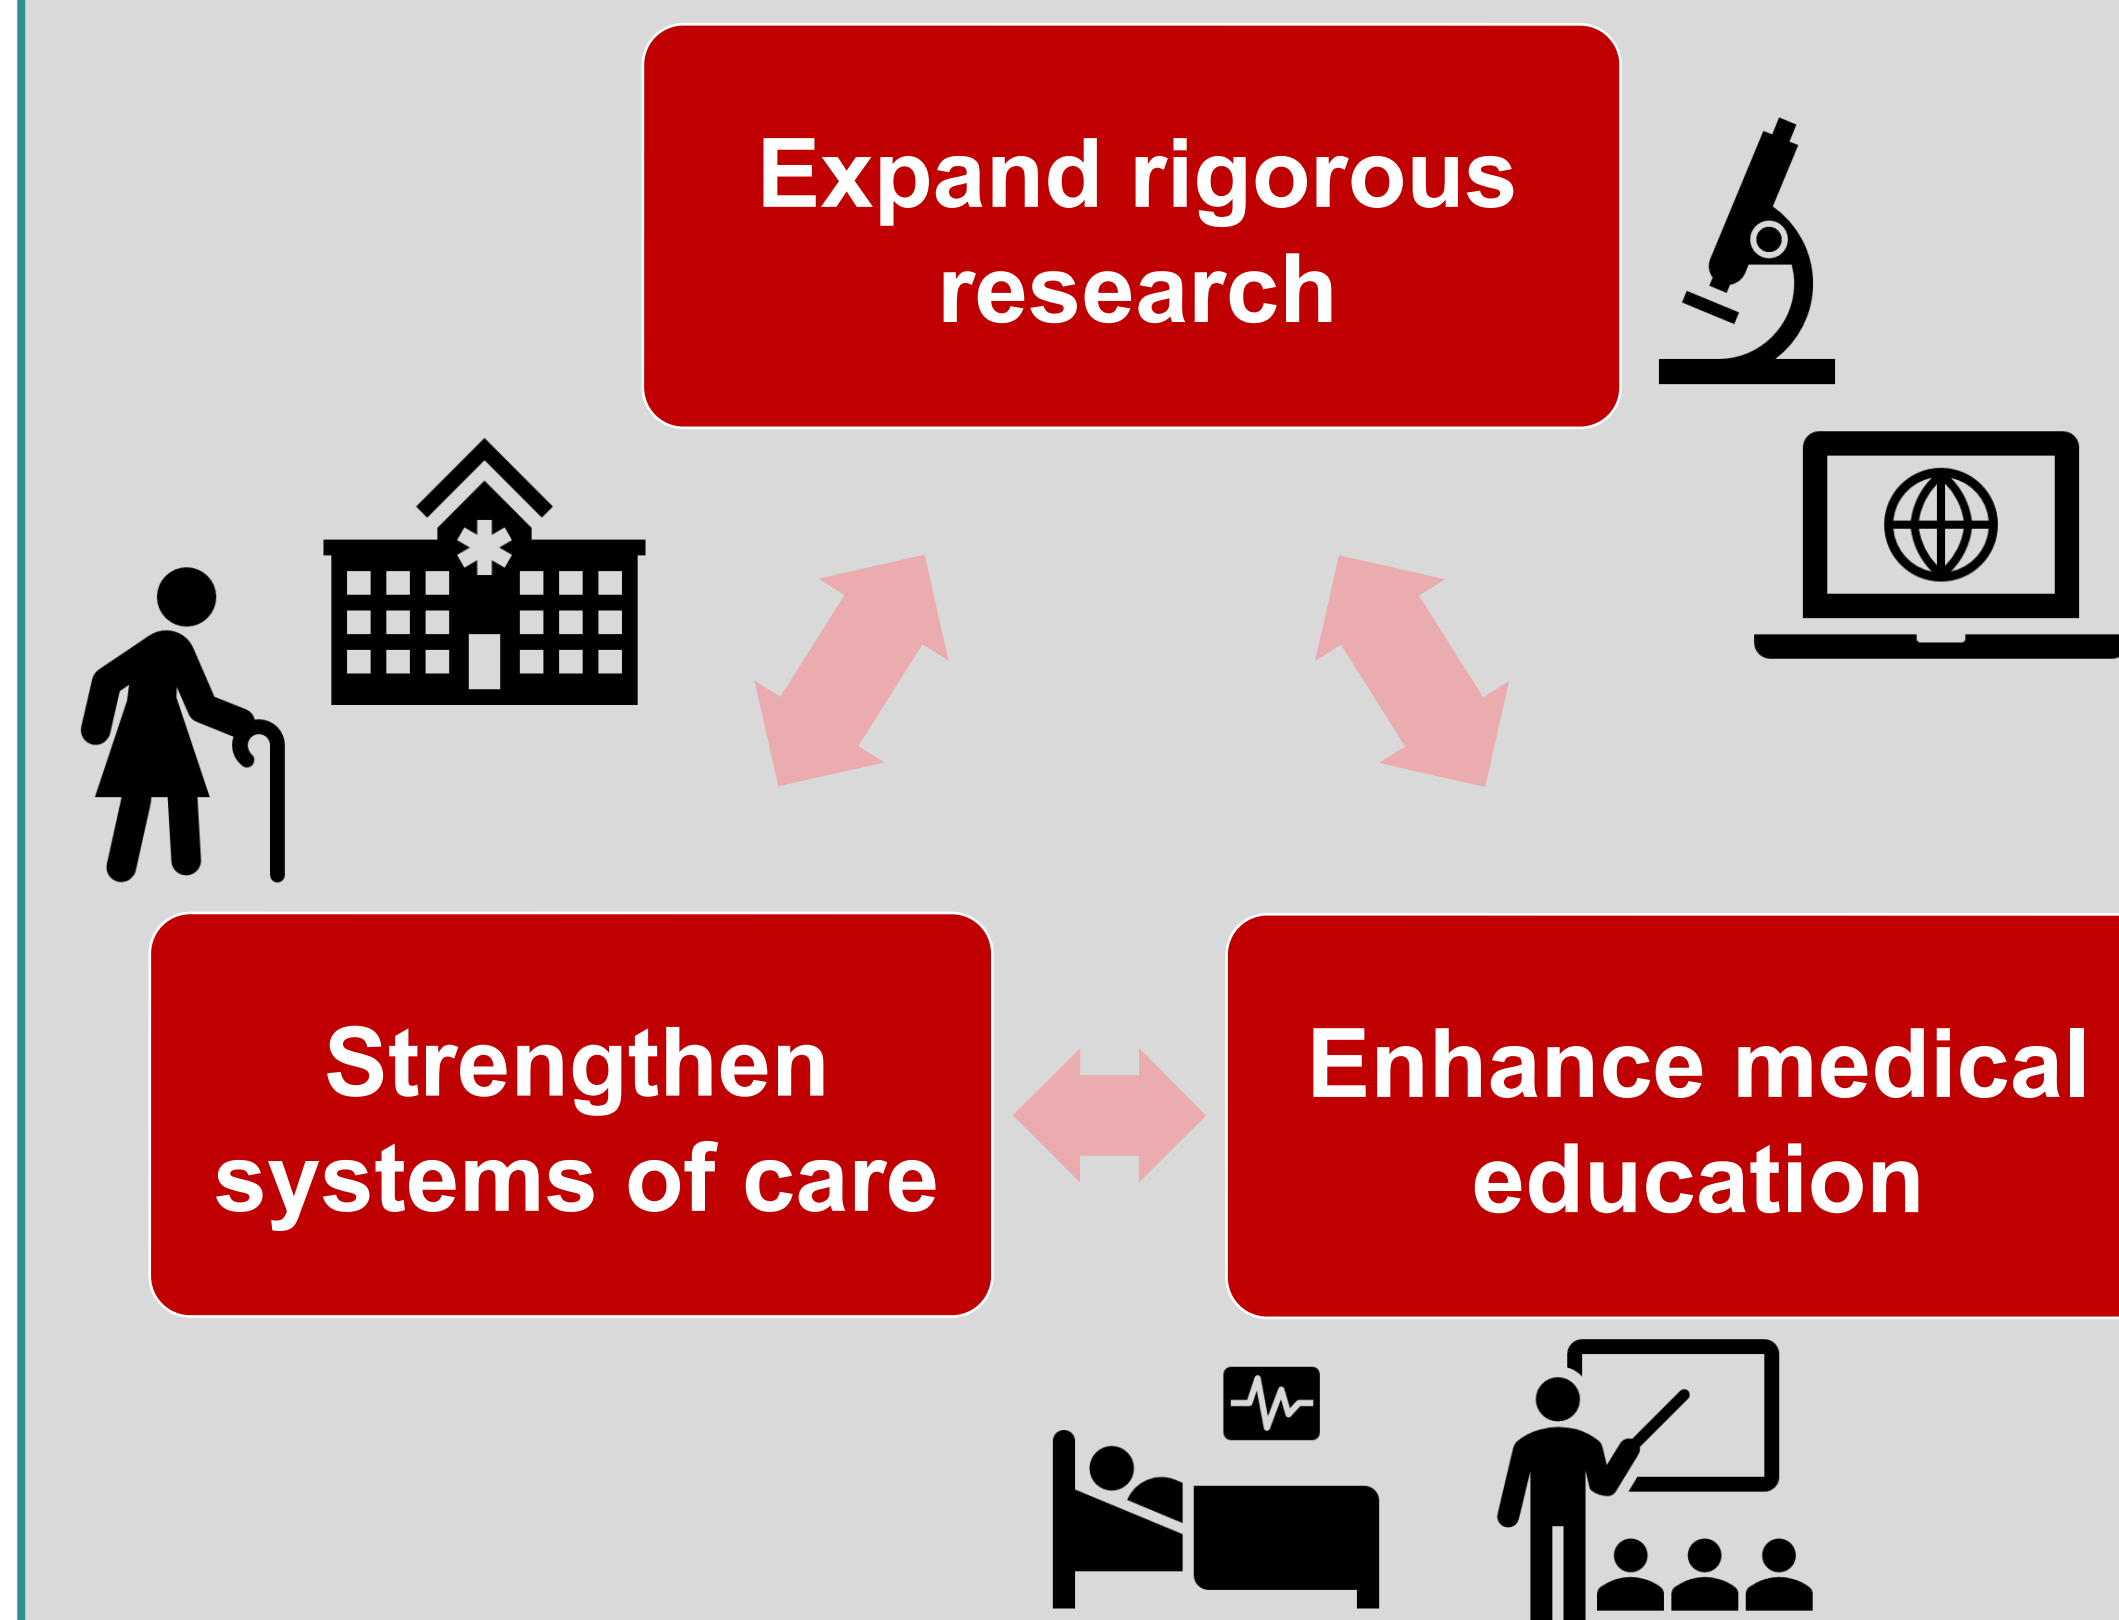 Expand rigorous
research
Strengthen
systems of care
Enhance medical
education